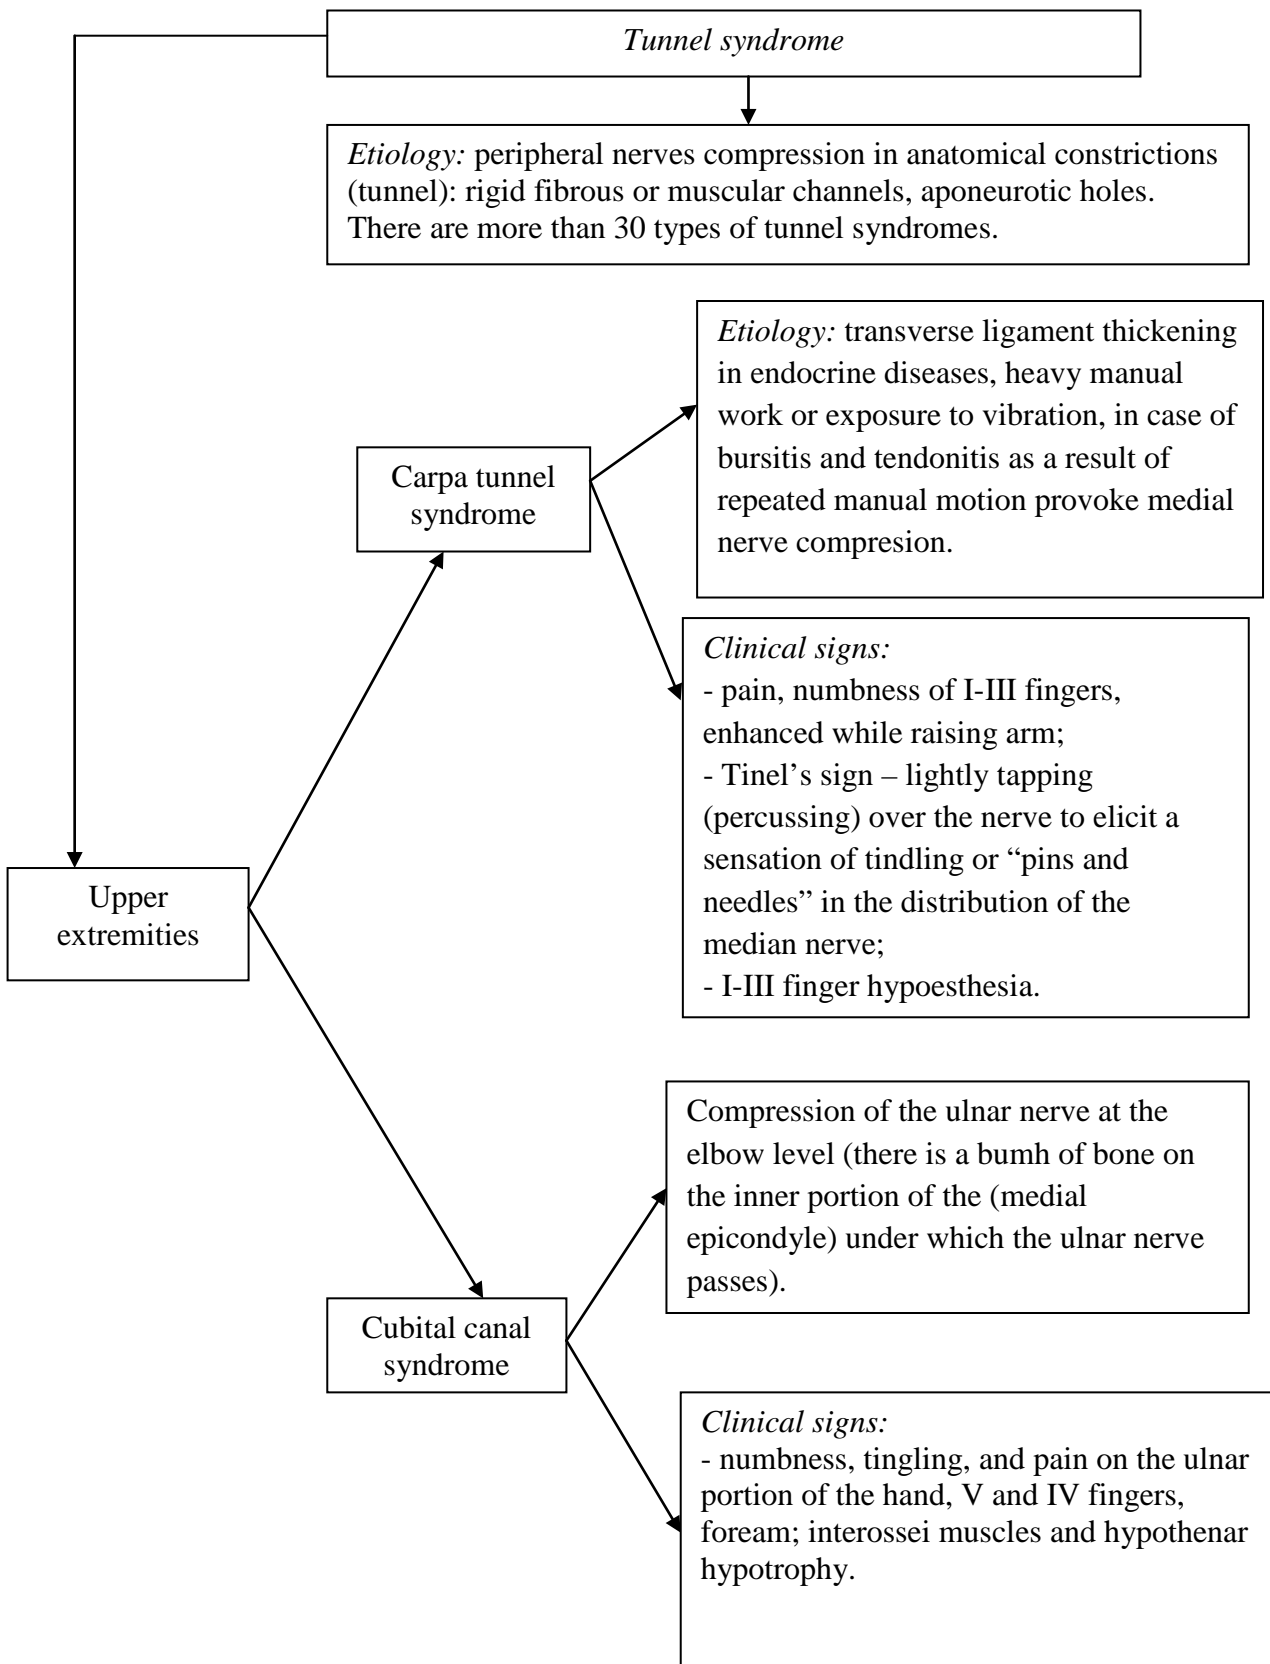 Tunnel syndrome
Etiology: peripheral nerves compression in anatomical constrictions
(tunnel): rigid fibrous or muscular channels, aponeurotic holes.
There are more than 30 types of tunnel syndromes.
Etiology: transverse ligament thickening
in endocrine diseases, heavy manual
work or exposure to vibration, in case of
bursitis and tendonitis as a result of
repeated manual motion provoke medial
nerve compresion.
Carpa tunnel
syndrome
Clinical signs:
- pain, numbness of I-III fingers,
enhanced while raising arm;
- Tinel’s sign – lightly tapping
(percussing) over the nerve to elicit a
sensation of tindling or “pins and
needles” in the distribution of the
median nerve;
- I-III finger hypoesthesia.
Upper
extremities
Compression of the ulnar nerve at the
elbow level (there is a bumh of bone on
the inner portion of the (medial
epicondyle) under which the ulnar nerve
passes).
Cubital canal
syndrome
Clinical signs:
- numbness, tingling, and pain on the ulnar
portion of the hand, V and IV fingers,
foream; interossei muscles and hypothenar
hypotrophy.